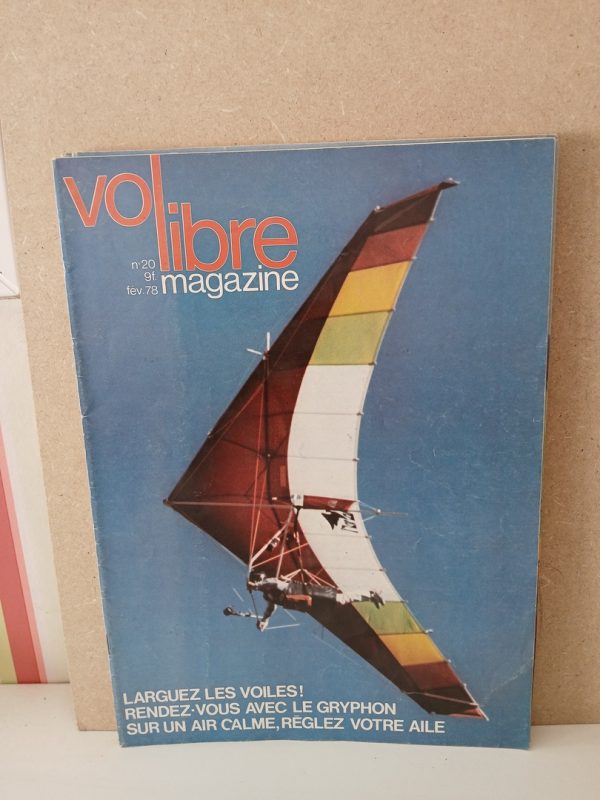 vol libre
magazine
n°20
9f.
fév.78
LARGUEZ LES VOILES!
RENDEZ-VOUS AVEC LE GRYPHON
SUR UN AIR CALME, RÉGLEZ VOTRE AILE